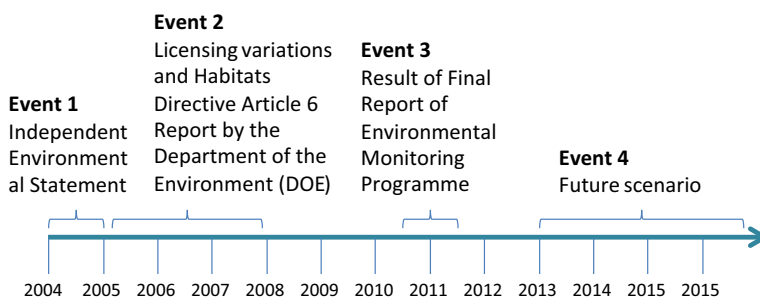 Event 1
Independent
Environment
al Statement
Event 2
Licensing variations
and Habitats
Directive Article 6
Report by the
Department of the
Environment (DOE)
Event 3
Result of Final
Report of
Environmental
Monitoring
Programme
Event 4
Future scenario
2004 2005 2006 2007 2008 2009 2010 2011 2012 2013 2014 2015 2015